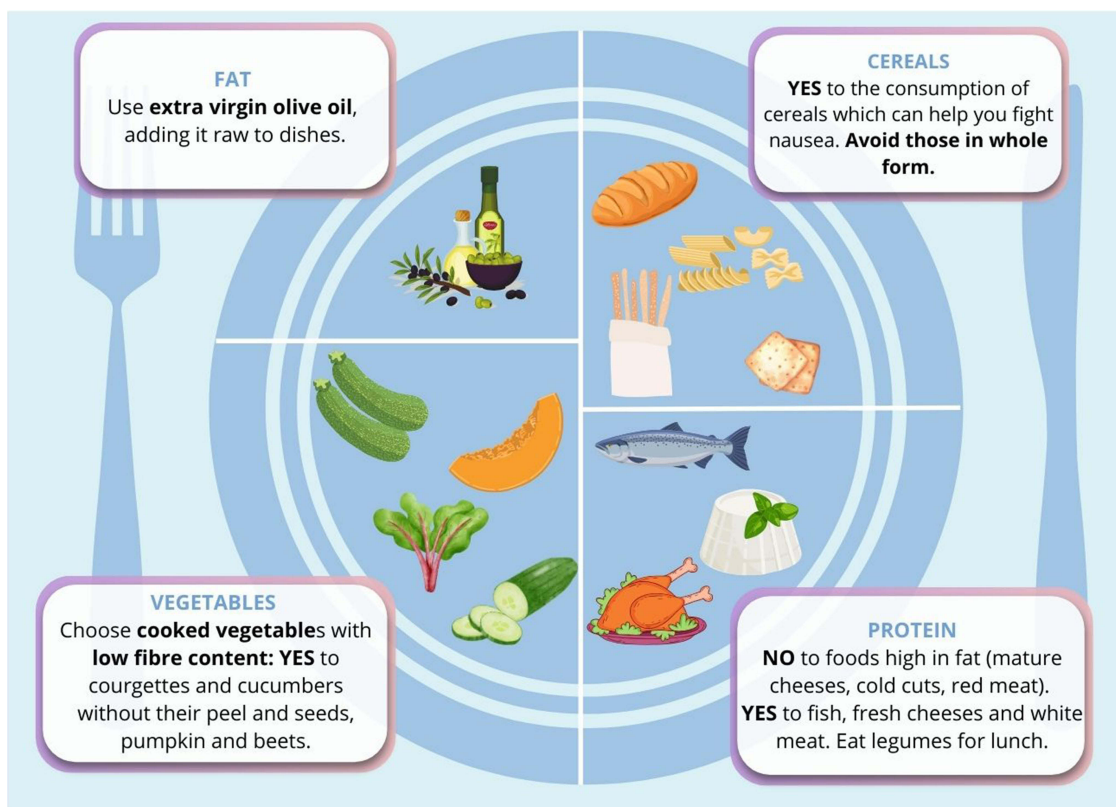 FAT
Use extra virgin olive oil,
adding it raw to dishes.
CEREALS
YES to the consumption of
cereals which can help you fight
nausea. Avoid those in whole
form.
VEGETABLES
Choose cooked vegetables with
low fibre content: YES to
courgettes and cucumbers
without their peel and seeds,
pumpkin and beets.
PROTEIN
NO to foods high in fat (mature
cheeses, cold cuts, red meat).
YES to fish, fresh cheeses and white
meat. Eat legumes for lunch.